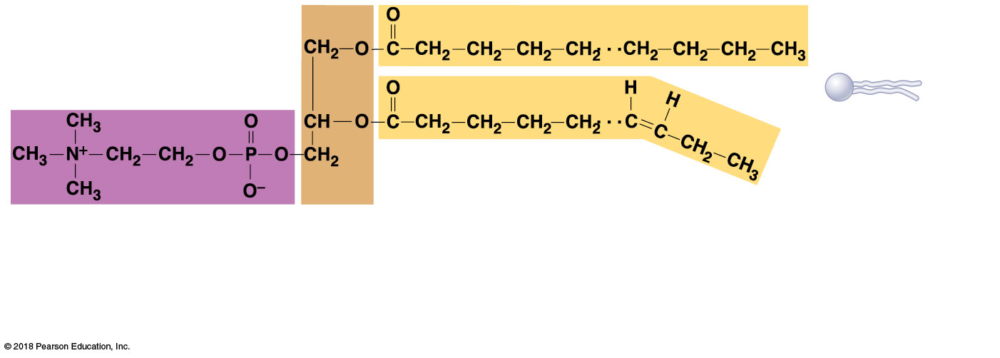 O
CH₂—O—C—CH₂—CH₂—CH₂—CH₂··CH₂—CH₂—CH₂—CH₃
O H H
CH—O—C—CH₂—CH₂—CH₂—CH₂··C=C—CH₂—CH₃
CH₃ O
CH₃—N⁺—CH₂—CH₂—O—P—O—CH₂
CH₃ O⁻
© 2018 Pearson Education, Inc.